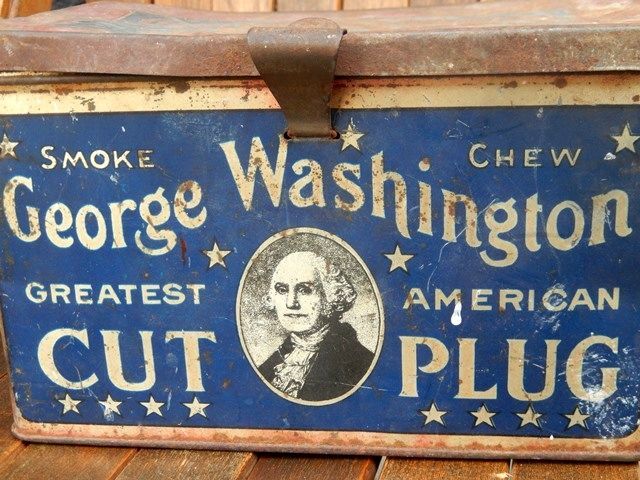 SMOKE CHEW
George Washington
GREATEST AMERICAN
CUT PLUG